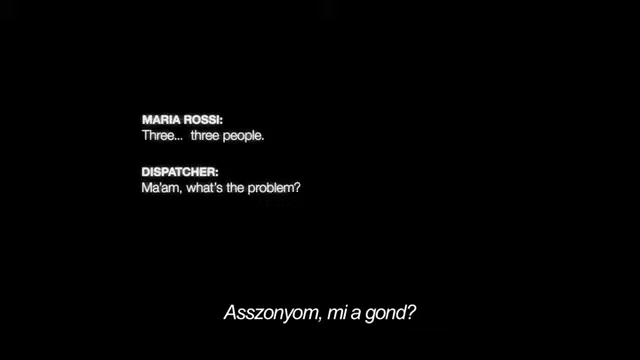 MARIA ROSSI:
Three... three people.
DISPATCHER:
Ma'am, what's the problem?
Asszonyom, mi a gond?